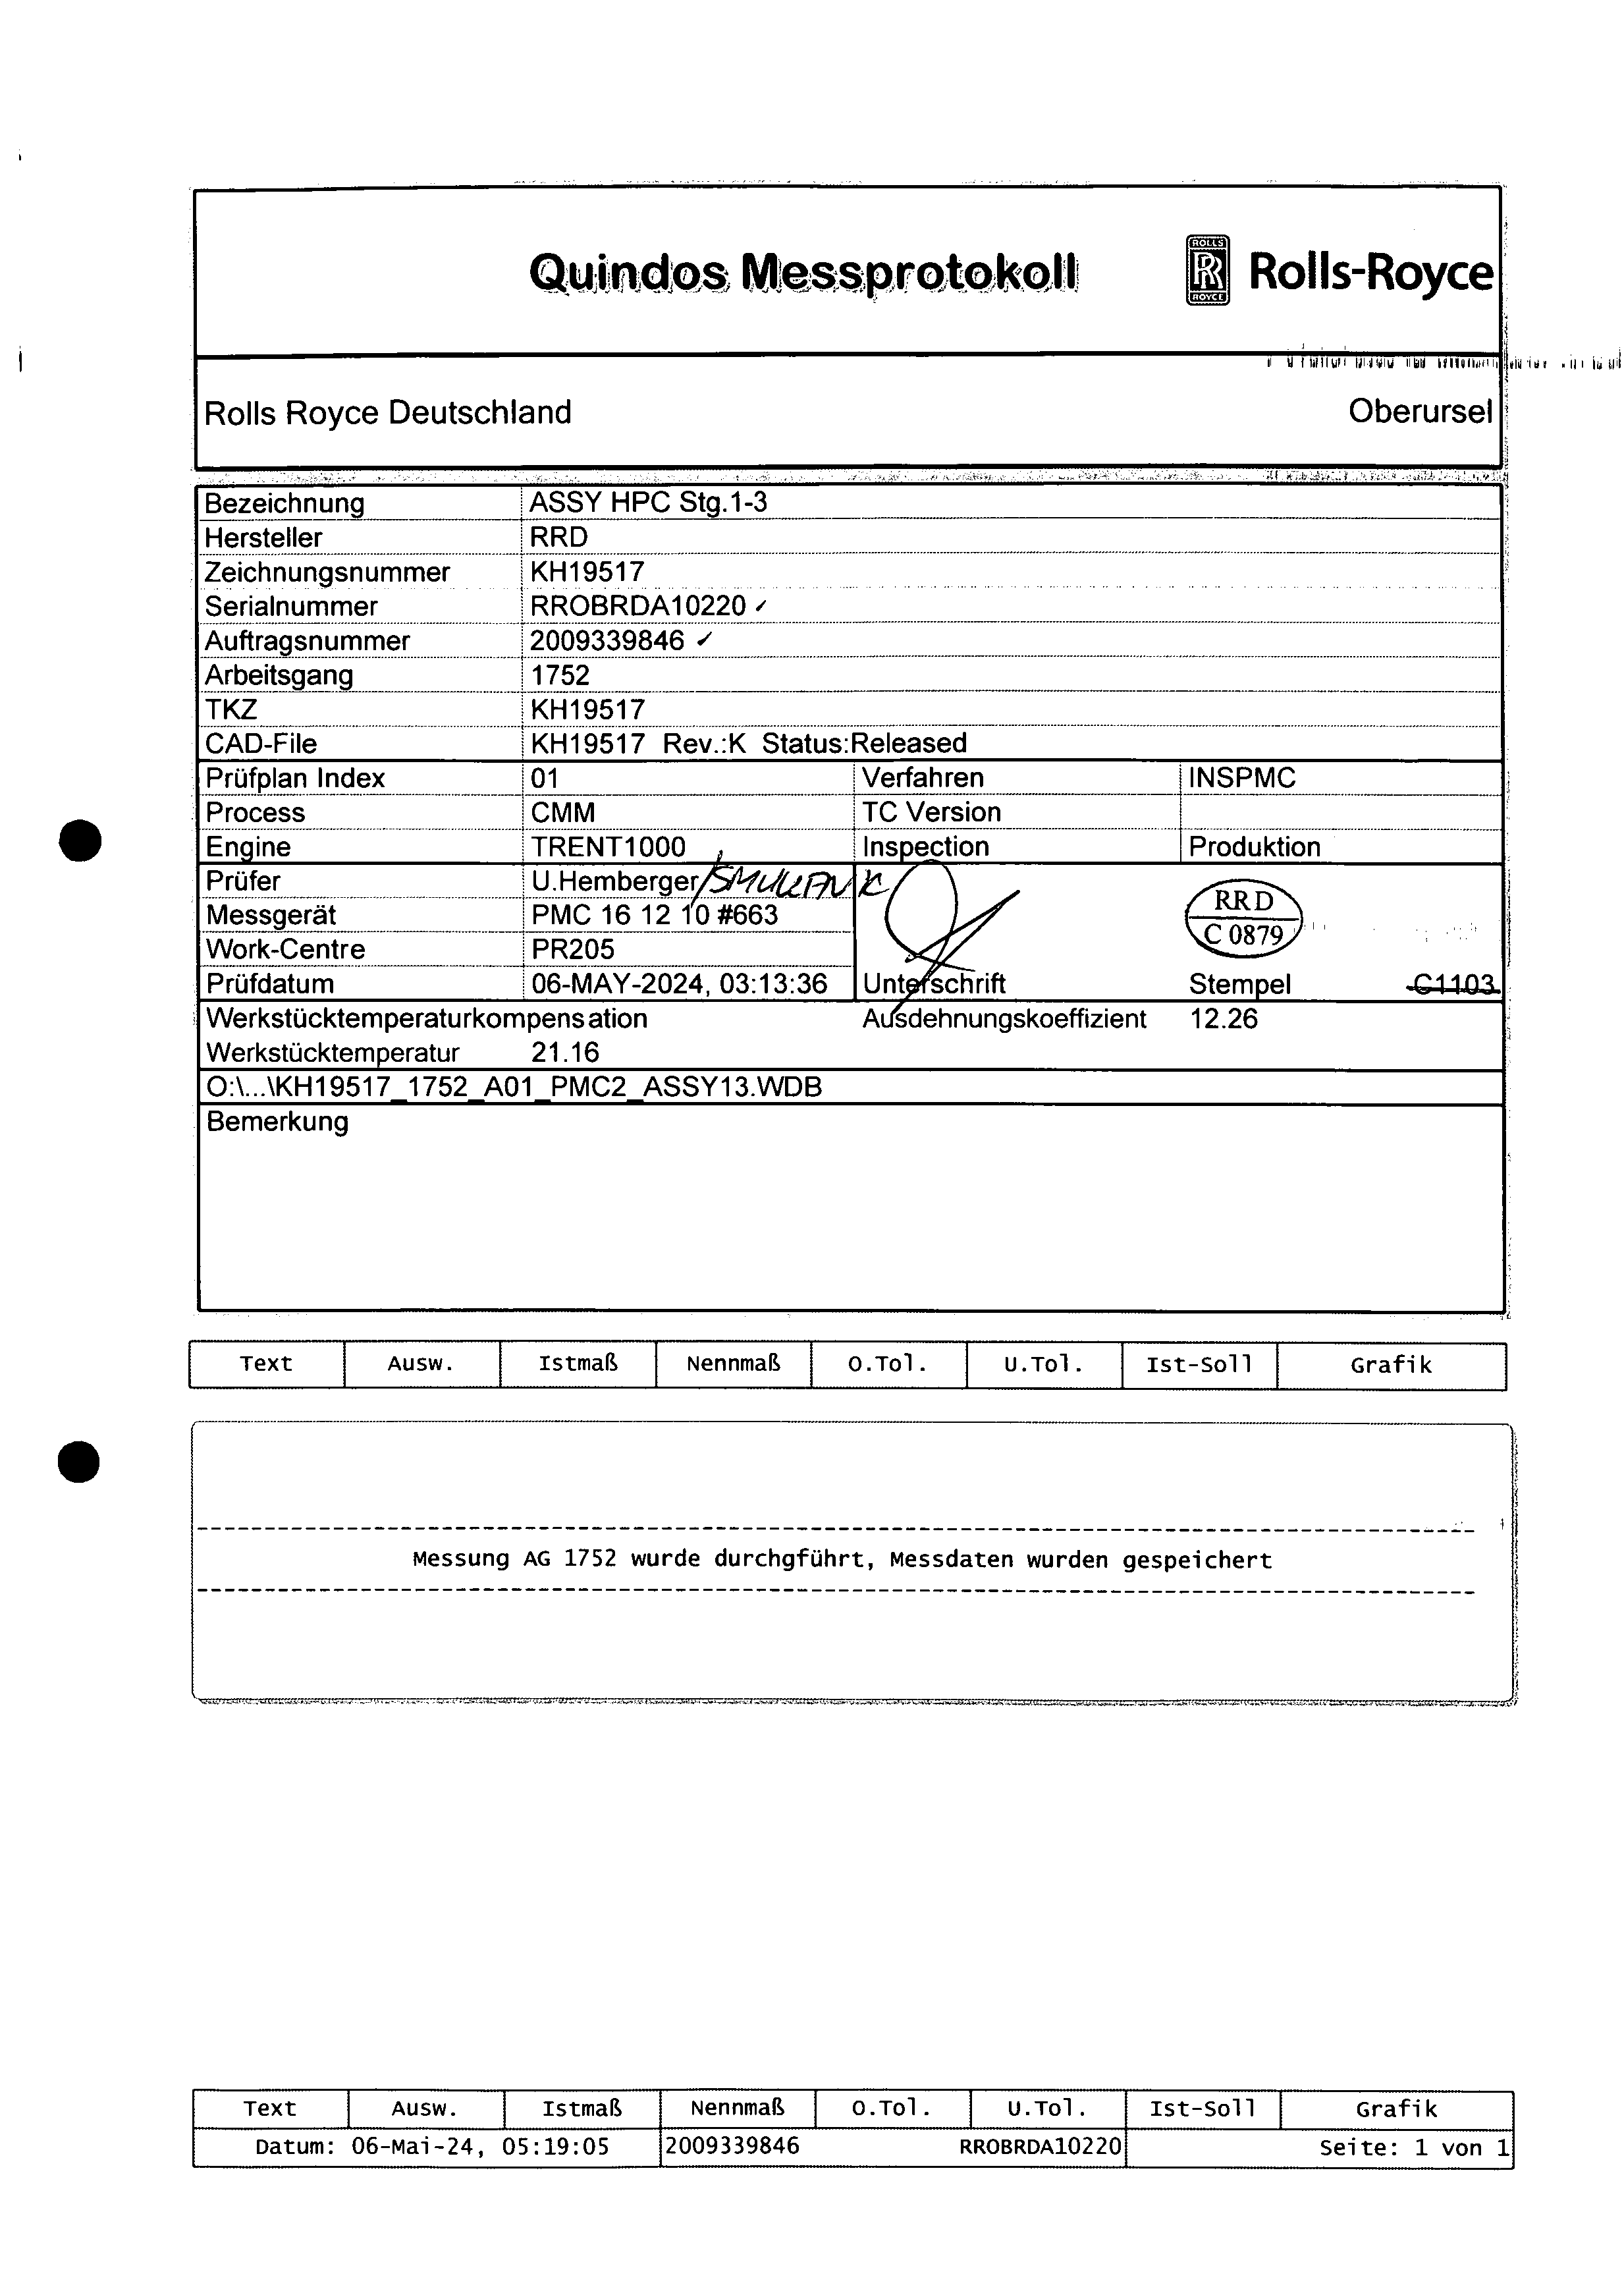 Quindos Messprotokoll
ROLLS
RR
ROYCE
Rolls-Royce
Rolls Royce Deutschland Oberursel
Bezeichnung ASSY HPC Stg.1-3
Hersteller RRD
Zeichnungsnummer KH19517
Serialnummer RROBRDA10220 ✓
Auftragsnummer 2009339846 ✓
Arbeitsgang 1752
TKZ KH19517
CAD-File KH19517 Rev.:K Status:Released
Prüfplan Index 01 Verfahren INSPMC
Process CMM TC Version
Engine TRENT1000 Inspection Produktion
Prüfer U.Hemberger/
Messgerät PMC 16 12 10 #663
RRD
C 0879
Work-Centre PR205
Prüfdatum 06-MAY-2024, 03:13:36 Unterschrift Stempel C1103
Werkstücktemperaturkompensation Ausdehnungskoeffizient 12.26
Werkstücktemperatur 21.16
O:\...\KH19517_1752_A01_PMC2_ASSY13.WDB
Bemerkung
Text Ausw. Istmaß Nennmaß O.Tol. U.Tol. Ist-Soll Grafik
Messung AG 1752 wurde durchgführt, Messdaten wurden gespeichert
Text Ausw. Istmaß Nennmaß O.Tol. U.Tol. Ist-Soll Grafik
Datum: 06-Mai-24, 05:19:05 2009339846 RROBRDA10220 Seite: 1 von 1